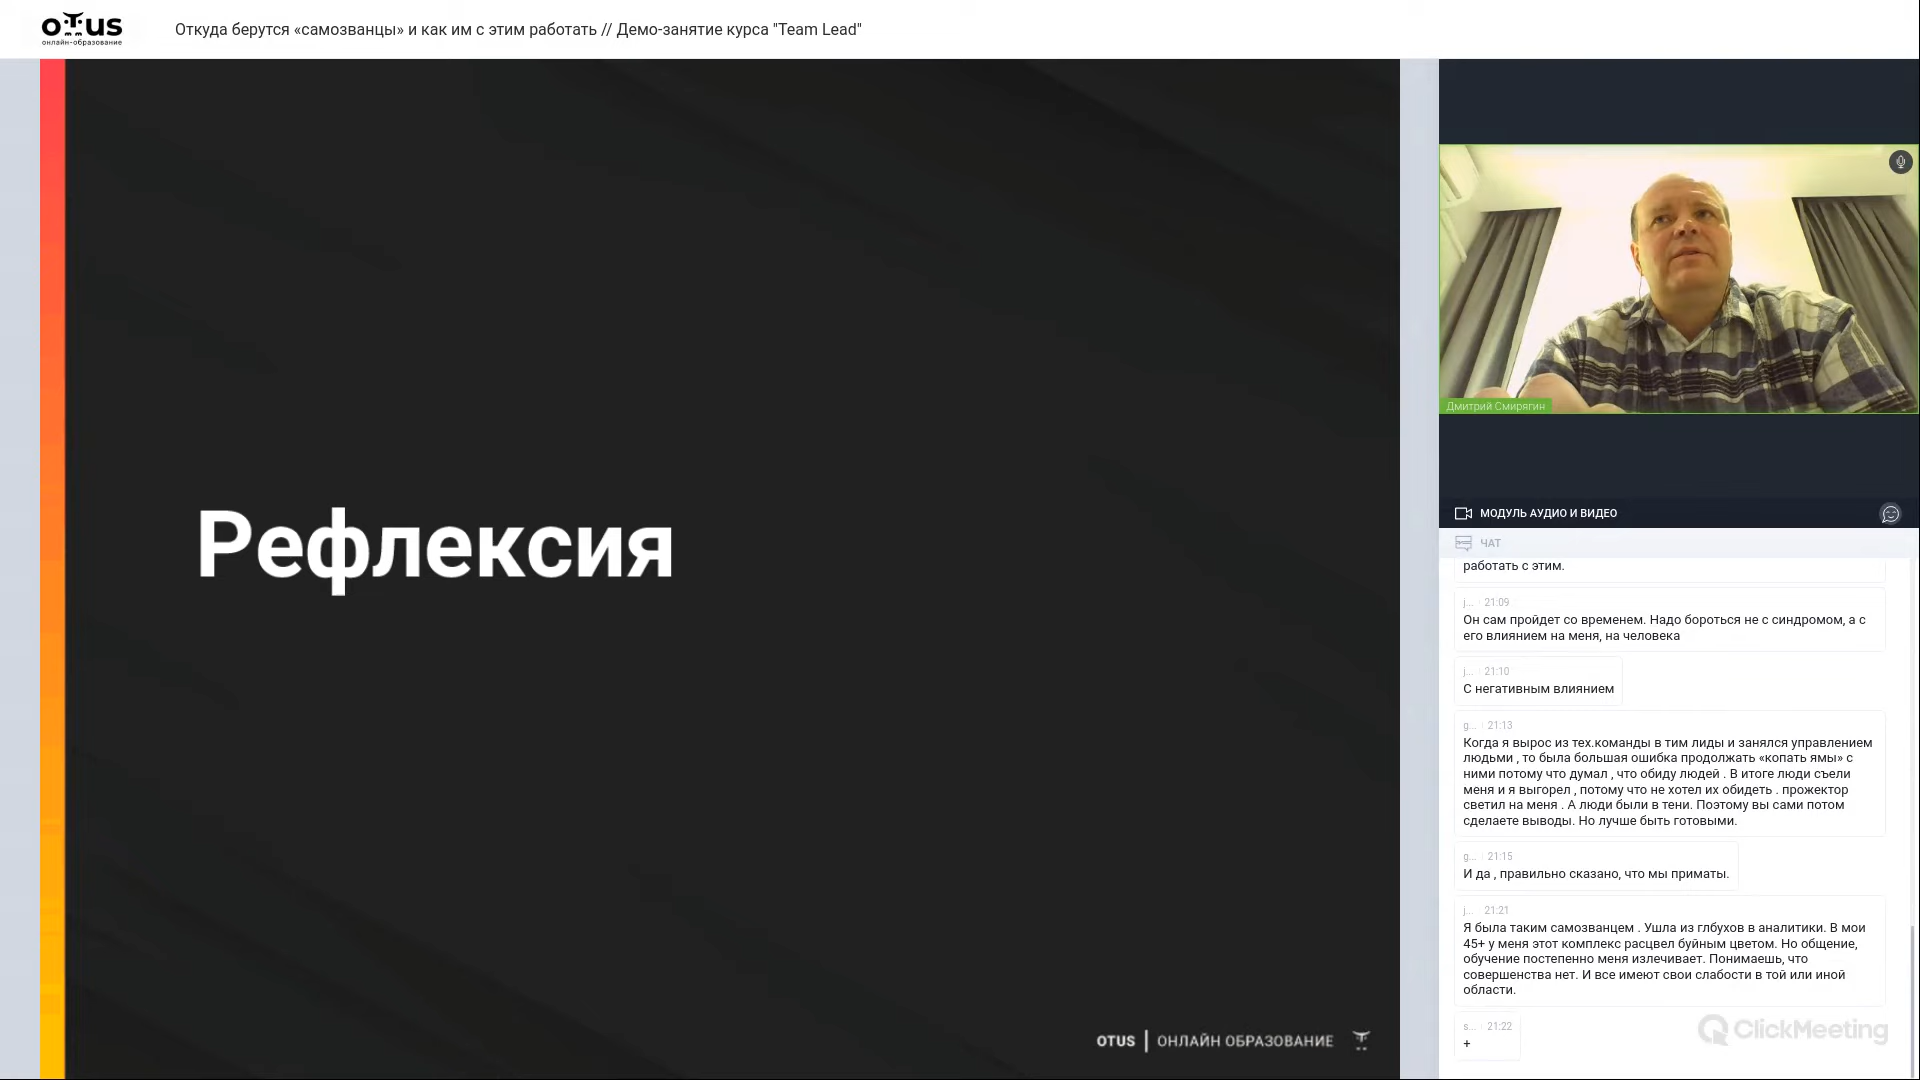 отus
онлайн-образование
Откуда берутся «самозванцы» и как им с этим работать // Демо-занятие курса "Team Lead"
Рефлексия
OTUS | ОНЛАЙН ОБРАЗОВАНИЕ
Дмитрий Смирягин
МОДУЛЬ АУДИО И ВИДЕО
ЧАТ
работать с этим.
j... 21:09
Он сам пройдет со временем. Надо бороться не с синдромом, а с
его влиянием на меня, на человека
j... 21:10
С негативным влиянием
g... 21:13
Когда я вырос из тех.команды в тим лиды и занялся управлением
людьми , то была большая ошибка продолжать «копать ямы» с
ними потому что думал , что обиду людей . В итоге люди съели
меня и я выгорел , потому что не хотел их обидеть . прожектор
светил на меня . А люди были в тени. Поэтому вы сами потом
сделаете выводы. Но лучше быть готовыми.
g... 21:15
И да , правильно сказано, что мы приматы.
j... 21:21
Я была таким самозванцем . Ушла из глбухов в аналитики. В мои
45+ у меня этот комплекс расцвел буйным цветом. Но общение,
обучение постепенно меня излечивает. Понимаешь, что
совершенства нет. И все имеют свои слабости в той или иной
области.
s... 21:22
+
ClickMeeting